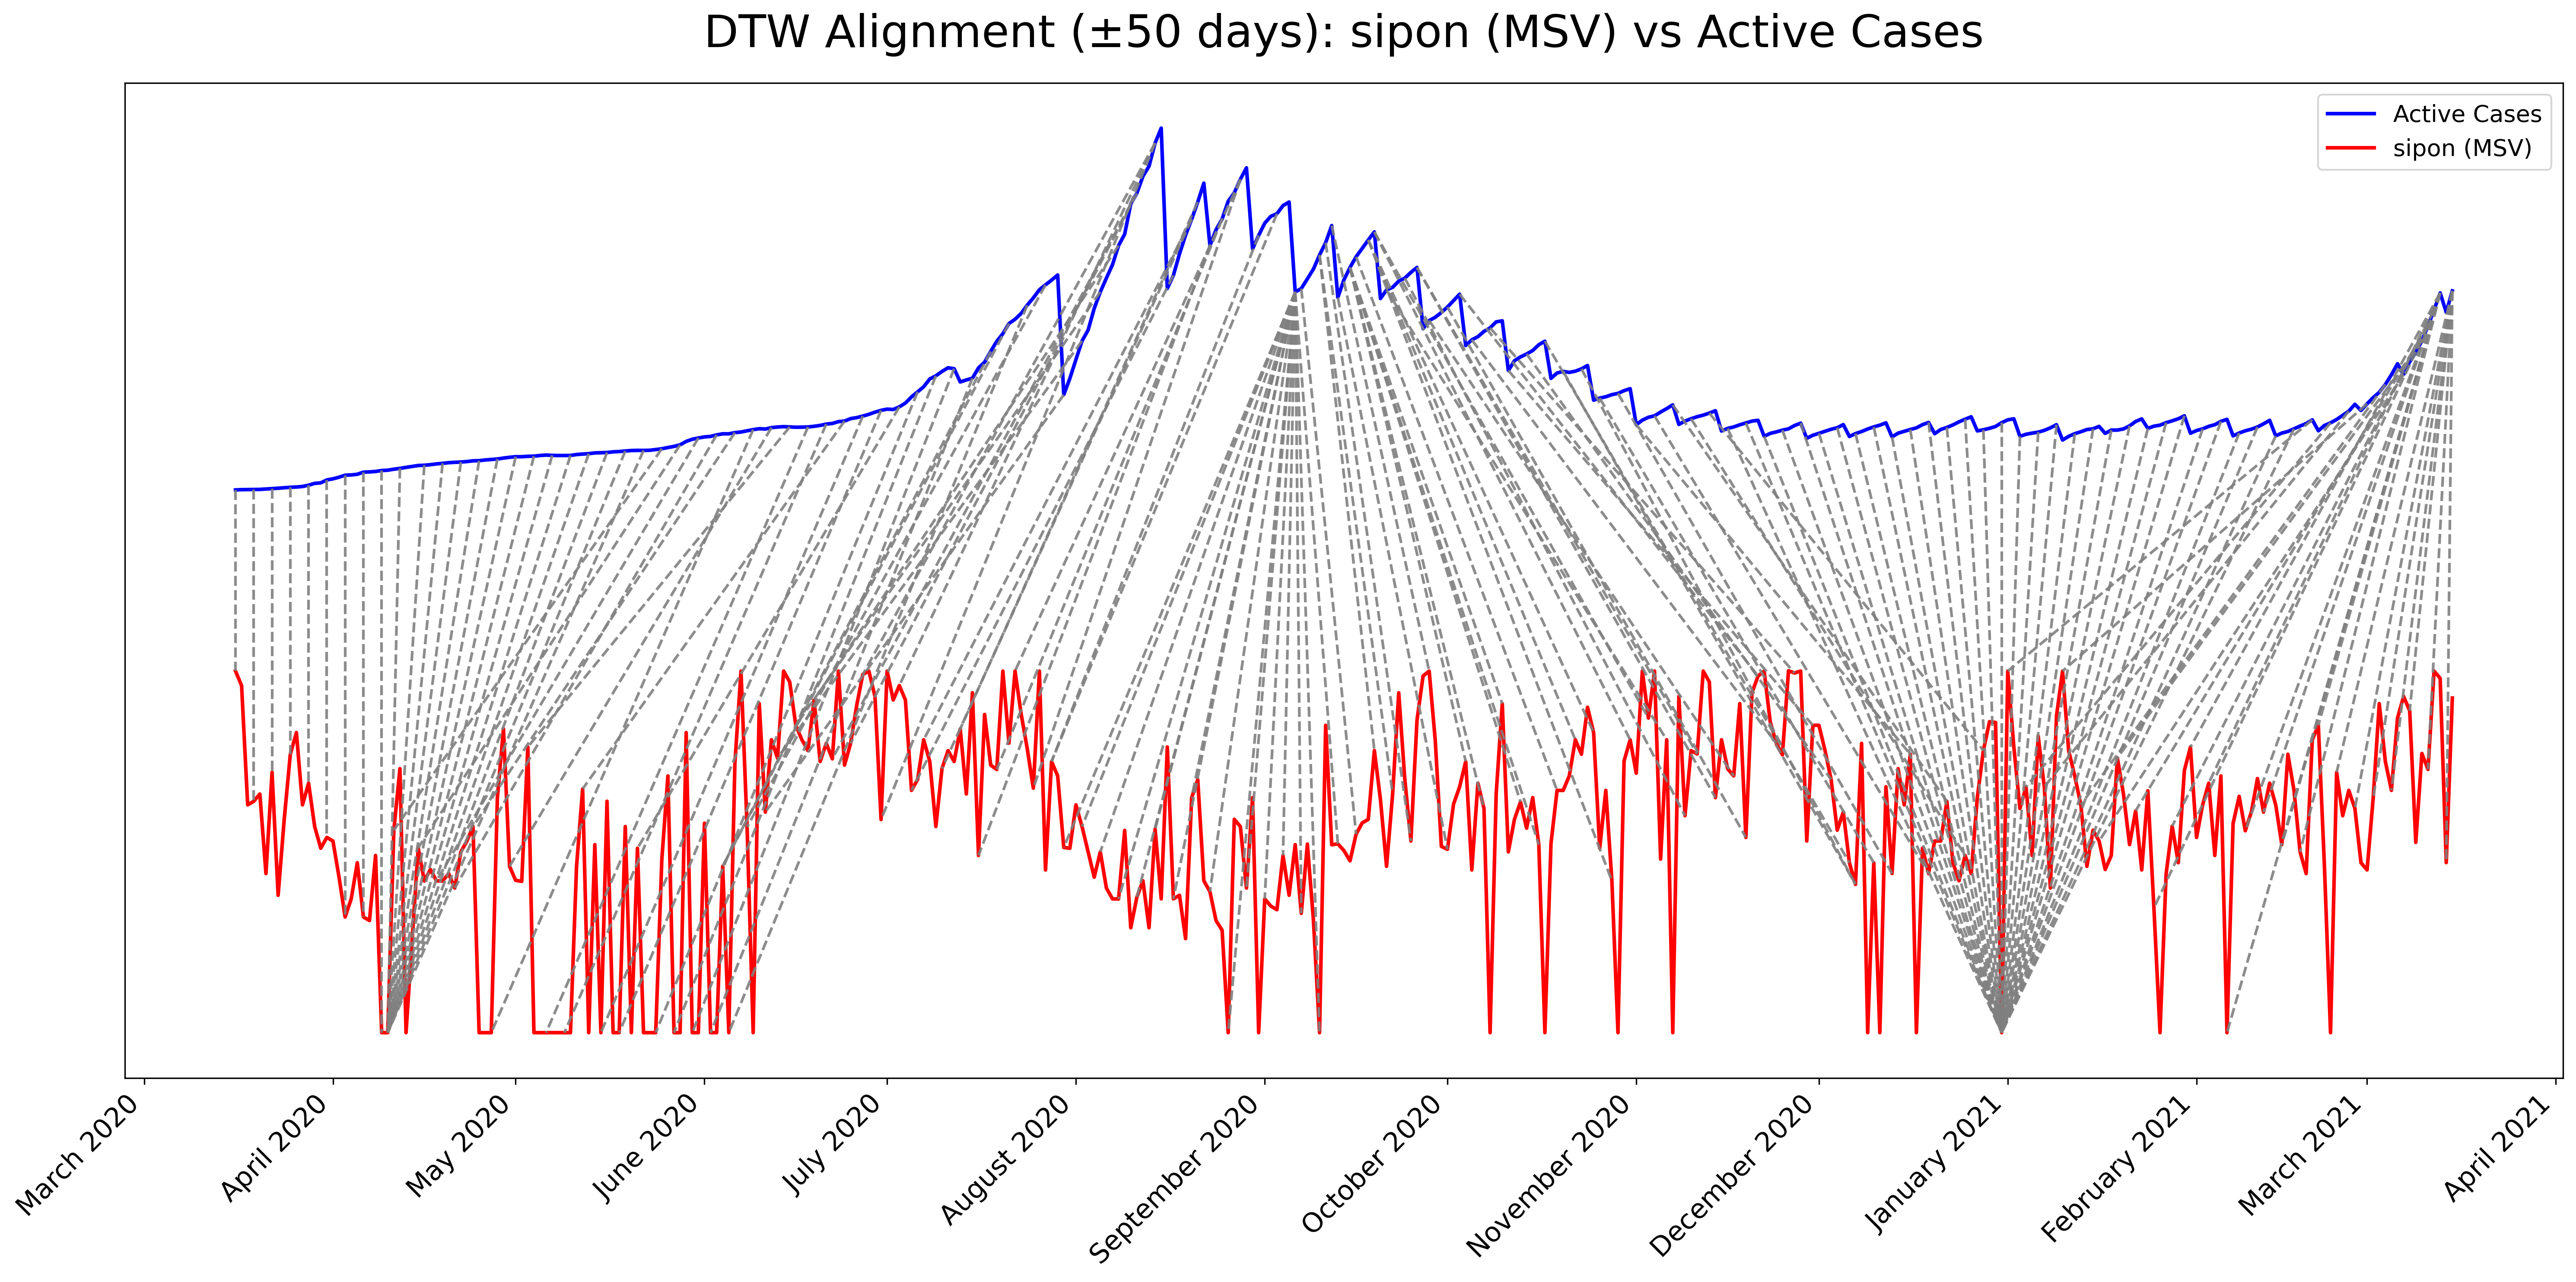 DTW Alignment (±50 days): sipon (MSV) vs Active Cases
Active Cases
sipon (MSV)
March 2020
April 2020
May 2020
June 2020
July 2020
August 2020
September 2020
October 2020
November 2020
December 2020
January 2021
February 2021
March 2021
April 2021